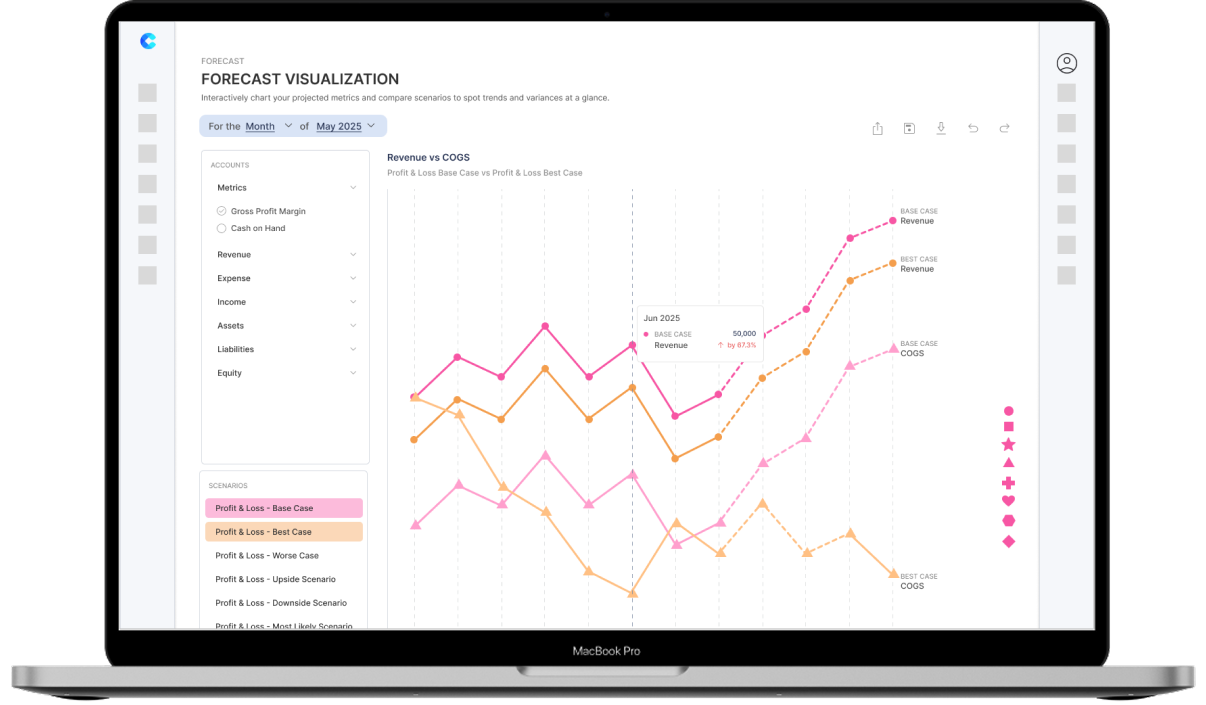 FORECAST
FORECAST VISUALIZATION
Interactively chart your projected metrics and compare scenarios to spot trends and variances at a glance.
For the Month of May 2025
ACCOUNTS
Metrics
Gross Profit Margin
Cash on Hand
Revenue
Expense
Income
Assets
Liabilities
Equity
SCENARIOS
Profit & Loss - Base Case
Profit & Loss - Best Case
Profit & Loss - Worse Case
Profit & Loss - Upside Scenario
Profit & Loss - Downside Scenario
Profit & Loss - Most Likely Scenario
Revenue vs COGS
Profit & Loss Base Case vs Profit & Loss Best Case
Jun 2025
BASE CASE 50,000
Revenue ↑ by 67.3%
BASE CASE
Revenue
BEST CASE
Revenue
BASE CASE
COGS
BEST CASE
COGS
MacBook Pro